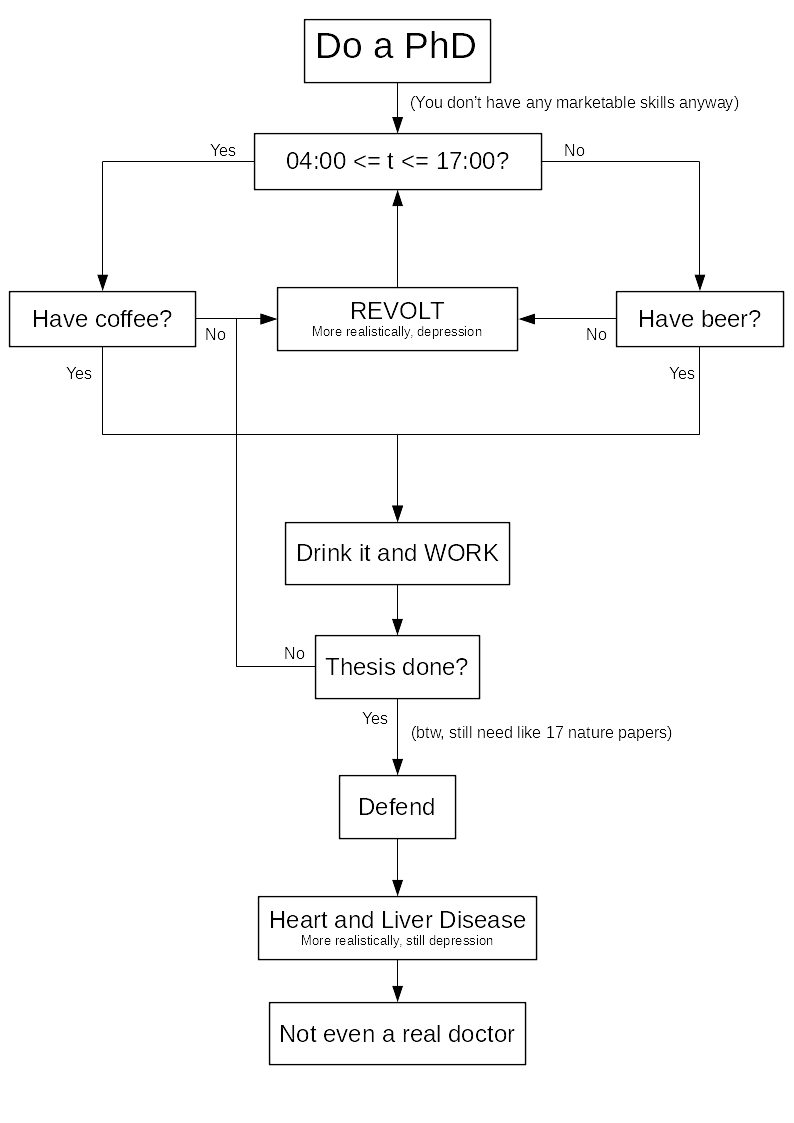 Do a PhD
(You don't have any marketable skills anyway)
Yes
04:00 <= t <= 17:00?
No
Have coffee?
No
REVOLT
More realistically, depression
No
Have beer?
Yes
Yes
Drink it and WORK
No
Thesis done?
Yes
(btw, still need like 17 nature papers)
Defend
Heart and Liver Disease
More realistically, still depression
Not even a real doctor